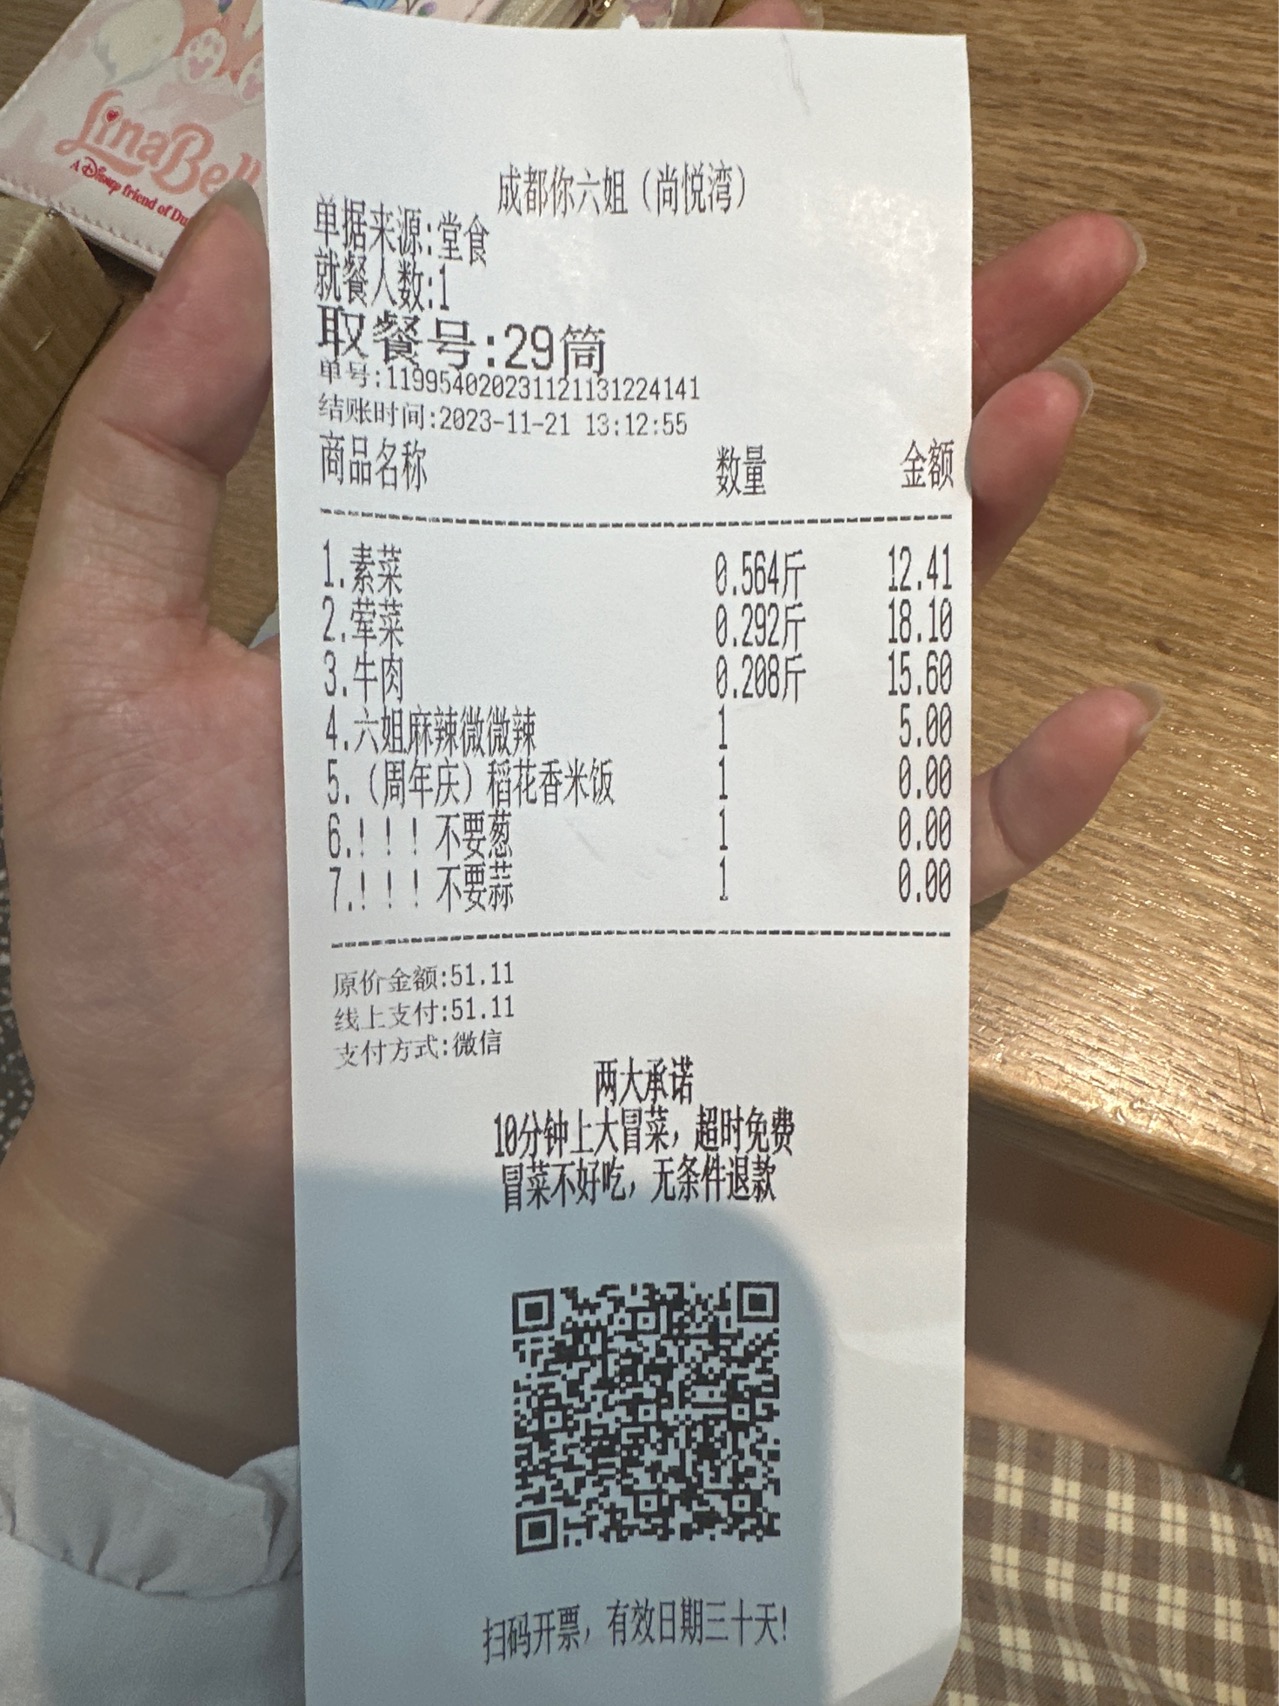 LinaBell
A Disney friend of Du
成都你六姐（尚悦湾）
单据来源:堂食
就餐人数:1
取餐号:29筒
单号:119954020231121131224141
结账时间:2023-11-21 13:12:55
商品名称 数量 金额
1.素菜 0.564斤 12.41
2.荤菜 0.292斤 18.10
3.牛肉 0.208斤 15.60
4.六姐麻辣微微辣 1 5.00
5.（周年庆）稻花香米饭 1 0.00
6.！！！不要葱 1 0.00
7.！！！不要蒜 1 0.00
原价金额:51.11
线上支付:51.11
支付方式:微信
两大承诺
10分钟上大冒菜，超时免费
冒菜不好吃，无条件退款
扫码开票，有效日期三十天!